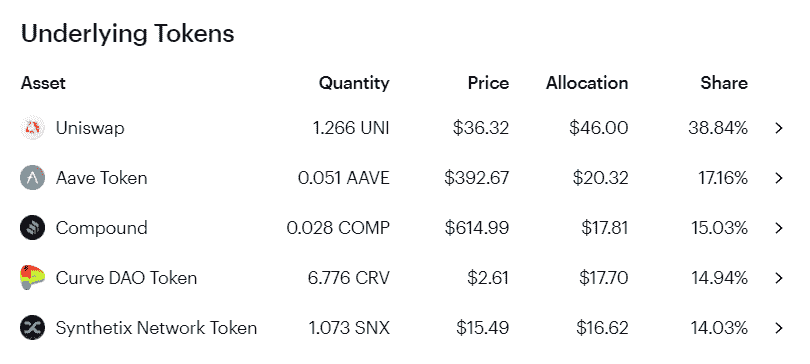 Underlying Tokens
Asset Quantity Price Allocation Share
Uniswap 1.266 UNI $36.32 $46.00 38.84%
Aave Token 0.051 AAVE $392.67 $20.32 17.16%
Compound 0.028 COMP $614.99 $17.81 15.03%
Curve DAO Token 6.776 CRV $2.61 $17.70 14.94%
Synthetix Network Token 1.073 SNX $15.49 $16.62 14.03%